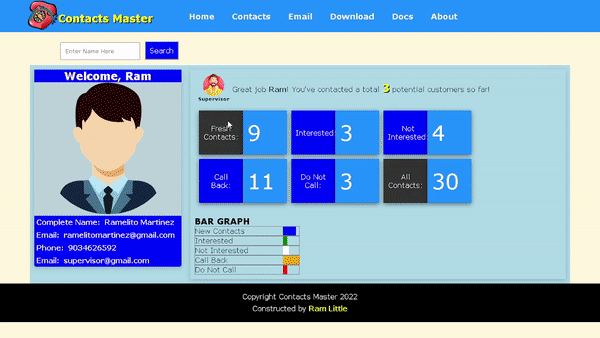 Contacts Master
Home Contacts Email Download Docs About
Enter Name Here Search
Welcome, Ram
Complete Name: Ramelito Martinez
Email: ramelitomartinez@gmail.com
Phone: 9034626592
Email: supervisor@gmail.com
Supervisor
Great job Ram! You've contacted a total 3 potential customers so far!
Fresh Contacts: 9
Interested: 3
Not Interested: 4
Call Back: 11
Do Not Call: 3
All Contacts: 30
BAR GRAPH
New Contacts
Interested
Not Interested
Call Back
Do Not Call
Copyright Contacts Master 2022
Constructed by Ram Little